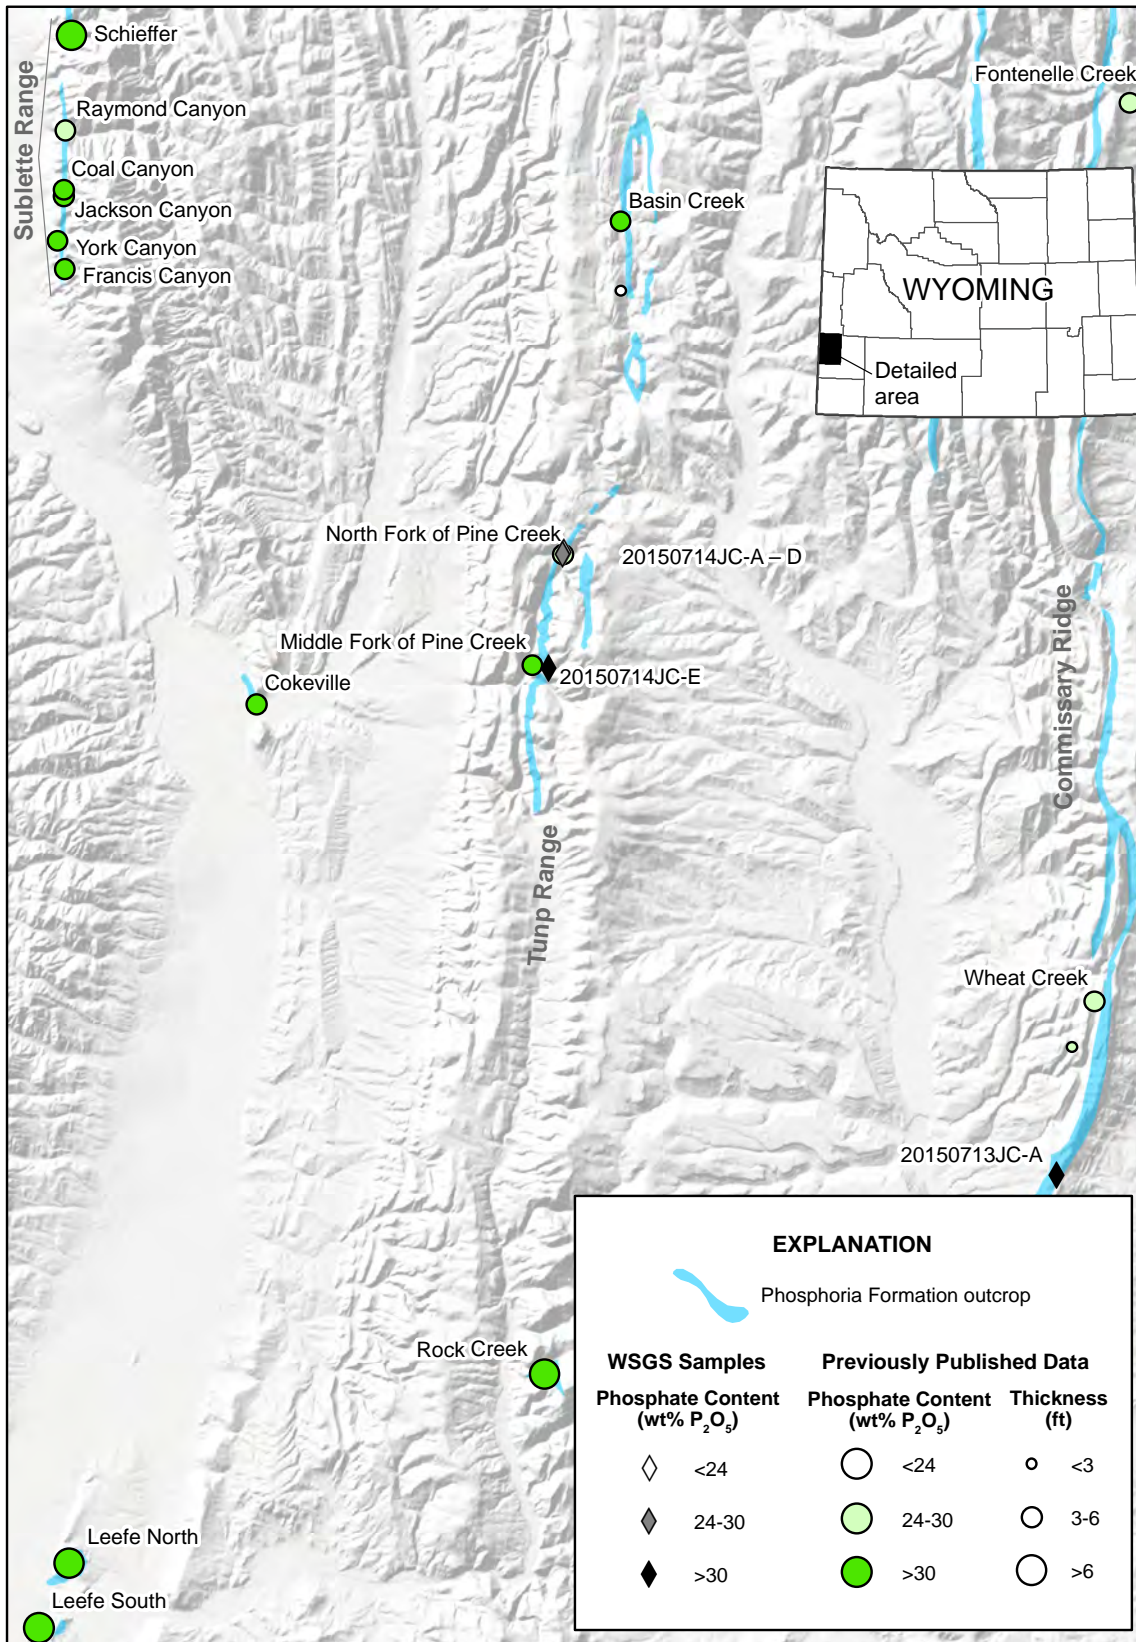 Schieffer
Fontenelle Creek
Sublette Range
Raymond Canyon
Coal Canyon
Jackson Canyon
York Canyon
Francis Canyon
Basin Creek
WYOMING
Detailed
area
North Fork of Pine Creek
20150714JC-A – D
Commissary Ridge
Middle Fork of Pine Creek
20150714JC-E
Cokeville
Tunp Range
Wheat Creek
20150713JC-A
EXPLANATION
Phosphoria Formation outcrop
WSGS Samples
Phosphate Content
(wt% P₂O₅)
<24
24-30
>30
Previously Published Data
Phosphate Content
(wt% P₂O₅)
<24
24-30
>30
Thickness
(ft)
<3
3-6
>6
Rock Creek
Leefe North
Leefe South